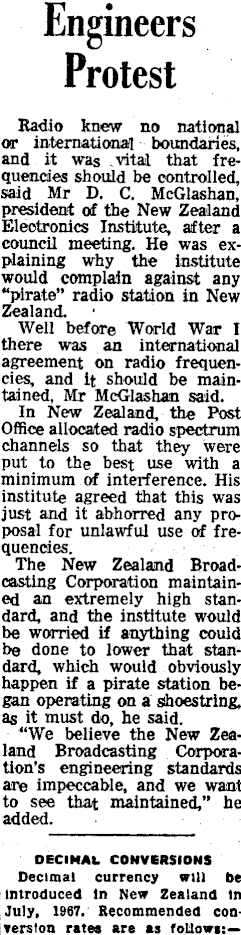 Engineers
Protest
Radio knew no national
or international boundaries,
and it was vital that fre-
quencies should be controlled,
said Mr D. C. McGlashan,
president of the New Zealand
Electronics Institute, after a
council meeting. He was ex-
plaining why the institute
would complain against any
"pirate" radio station in New
Zealand.
Well before World War I
there was an international
agreement on radio frequen-
cies, and it should be main-
tained, Mr McGlashan said.
In New Zealand, the Post
Office allocated radio spectrum
channels so that they were
put to the best use with a
minimum of interference. His
institute agreed that this was
just and it abhorred any pro-
posal for unlawful use of fre-
quencies.
The New Zealand Broad-
casting Corporation maintain-
ed an extremely high stan-
dard, and the institute would
be worried if anything could
be done to lower that stan-
dard, which would obviously
happen if a pirate station be-
gan operating on a shoestring,
as it must do, he said.
"We believe the New Zea-
land Broadcasting Corpora-
tion's engineering standards
are impeccable, and we want
to see that maintained," he
added.
DECIMAL CONVERSIONS
Decimal currency will be
introduced in New Zealand in
July, 1967. Recommended con-
version rates are as follows:—